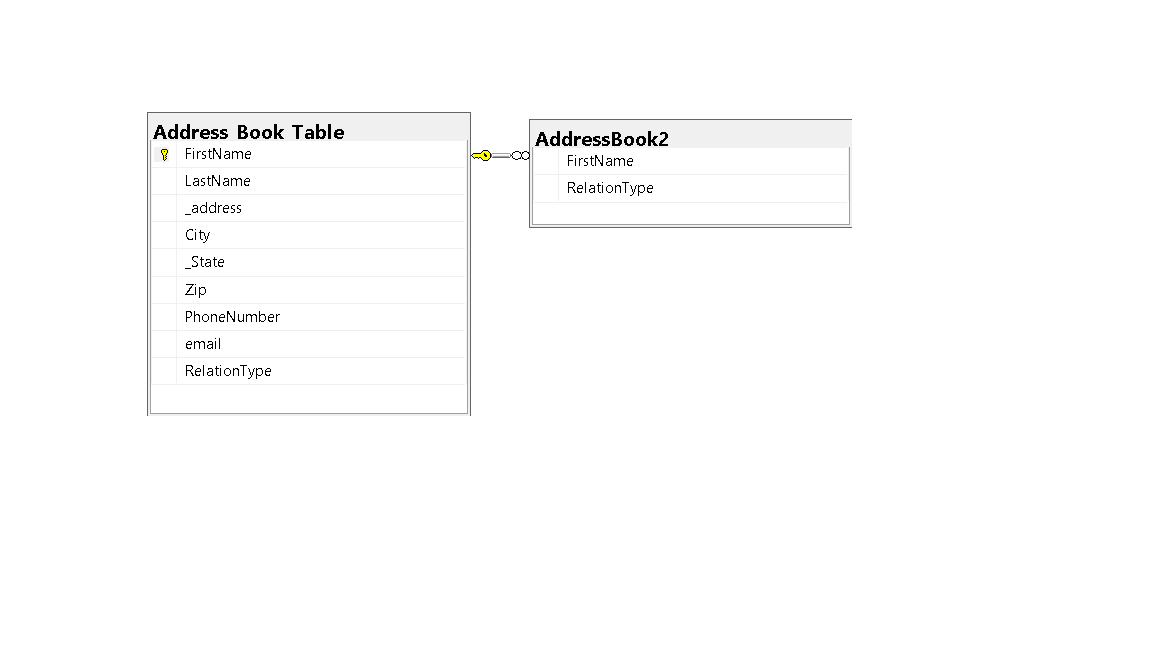 Address Book Table
FirstName
LastName
_address
City
_State
Zip
PhoneNumber
email
RelationType
AddressBook2
FirstName
RelationType